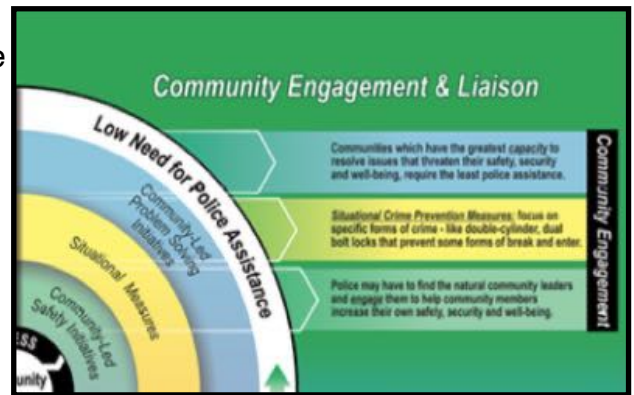 e
Community Engagement & Liaison
Low Need for Police Assistance
Communities which have the greatest capacity to
resolve issues that threaten their safety, security
and well-being, require the least police assistance.
Community-Led
Problem Solving
Initiatives
Situational Crime Prevention Measures: focus on
specific forms of crime - like double-cylinder, dual
bolt locks that prevent some forms of break and enter.
Situational Measures
Police may have to find the natural community leaders
and engage them to help community members
increase their own safety, security and well-being.
Community-Led
Safety Initiatives
Community Engagement
ESS
unity